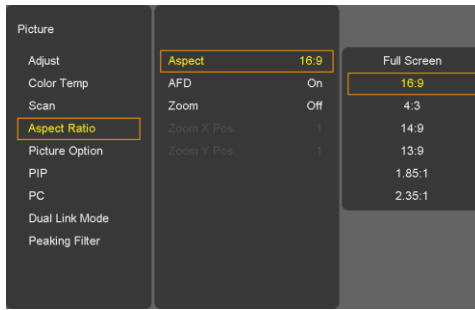 Picture
Adjust
Color Temp
Scan
Aspect Ratio
Picture Option
PIP
PC
Dual Link Mode
Peaking Filter
Aspect 16:9
AFD On
Zoom Off
Zoom X Pos. 1
Zoom Y Pos. 1
Full Screen
16:9
4:3
14:9
13:9
1.85:1
2.35:1